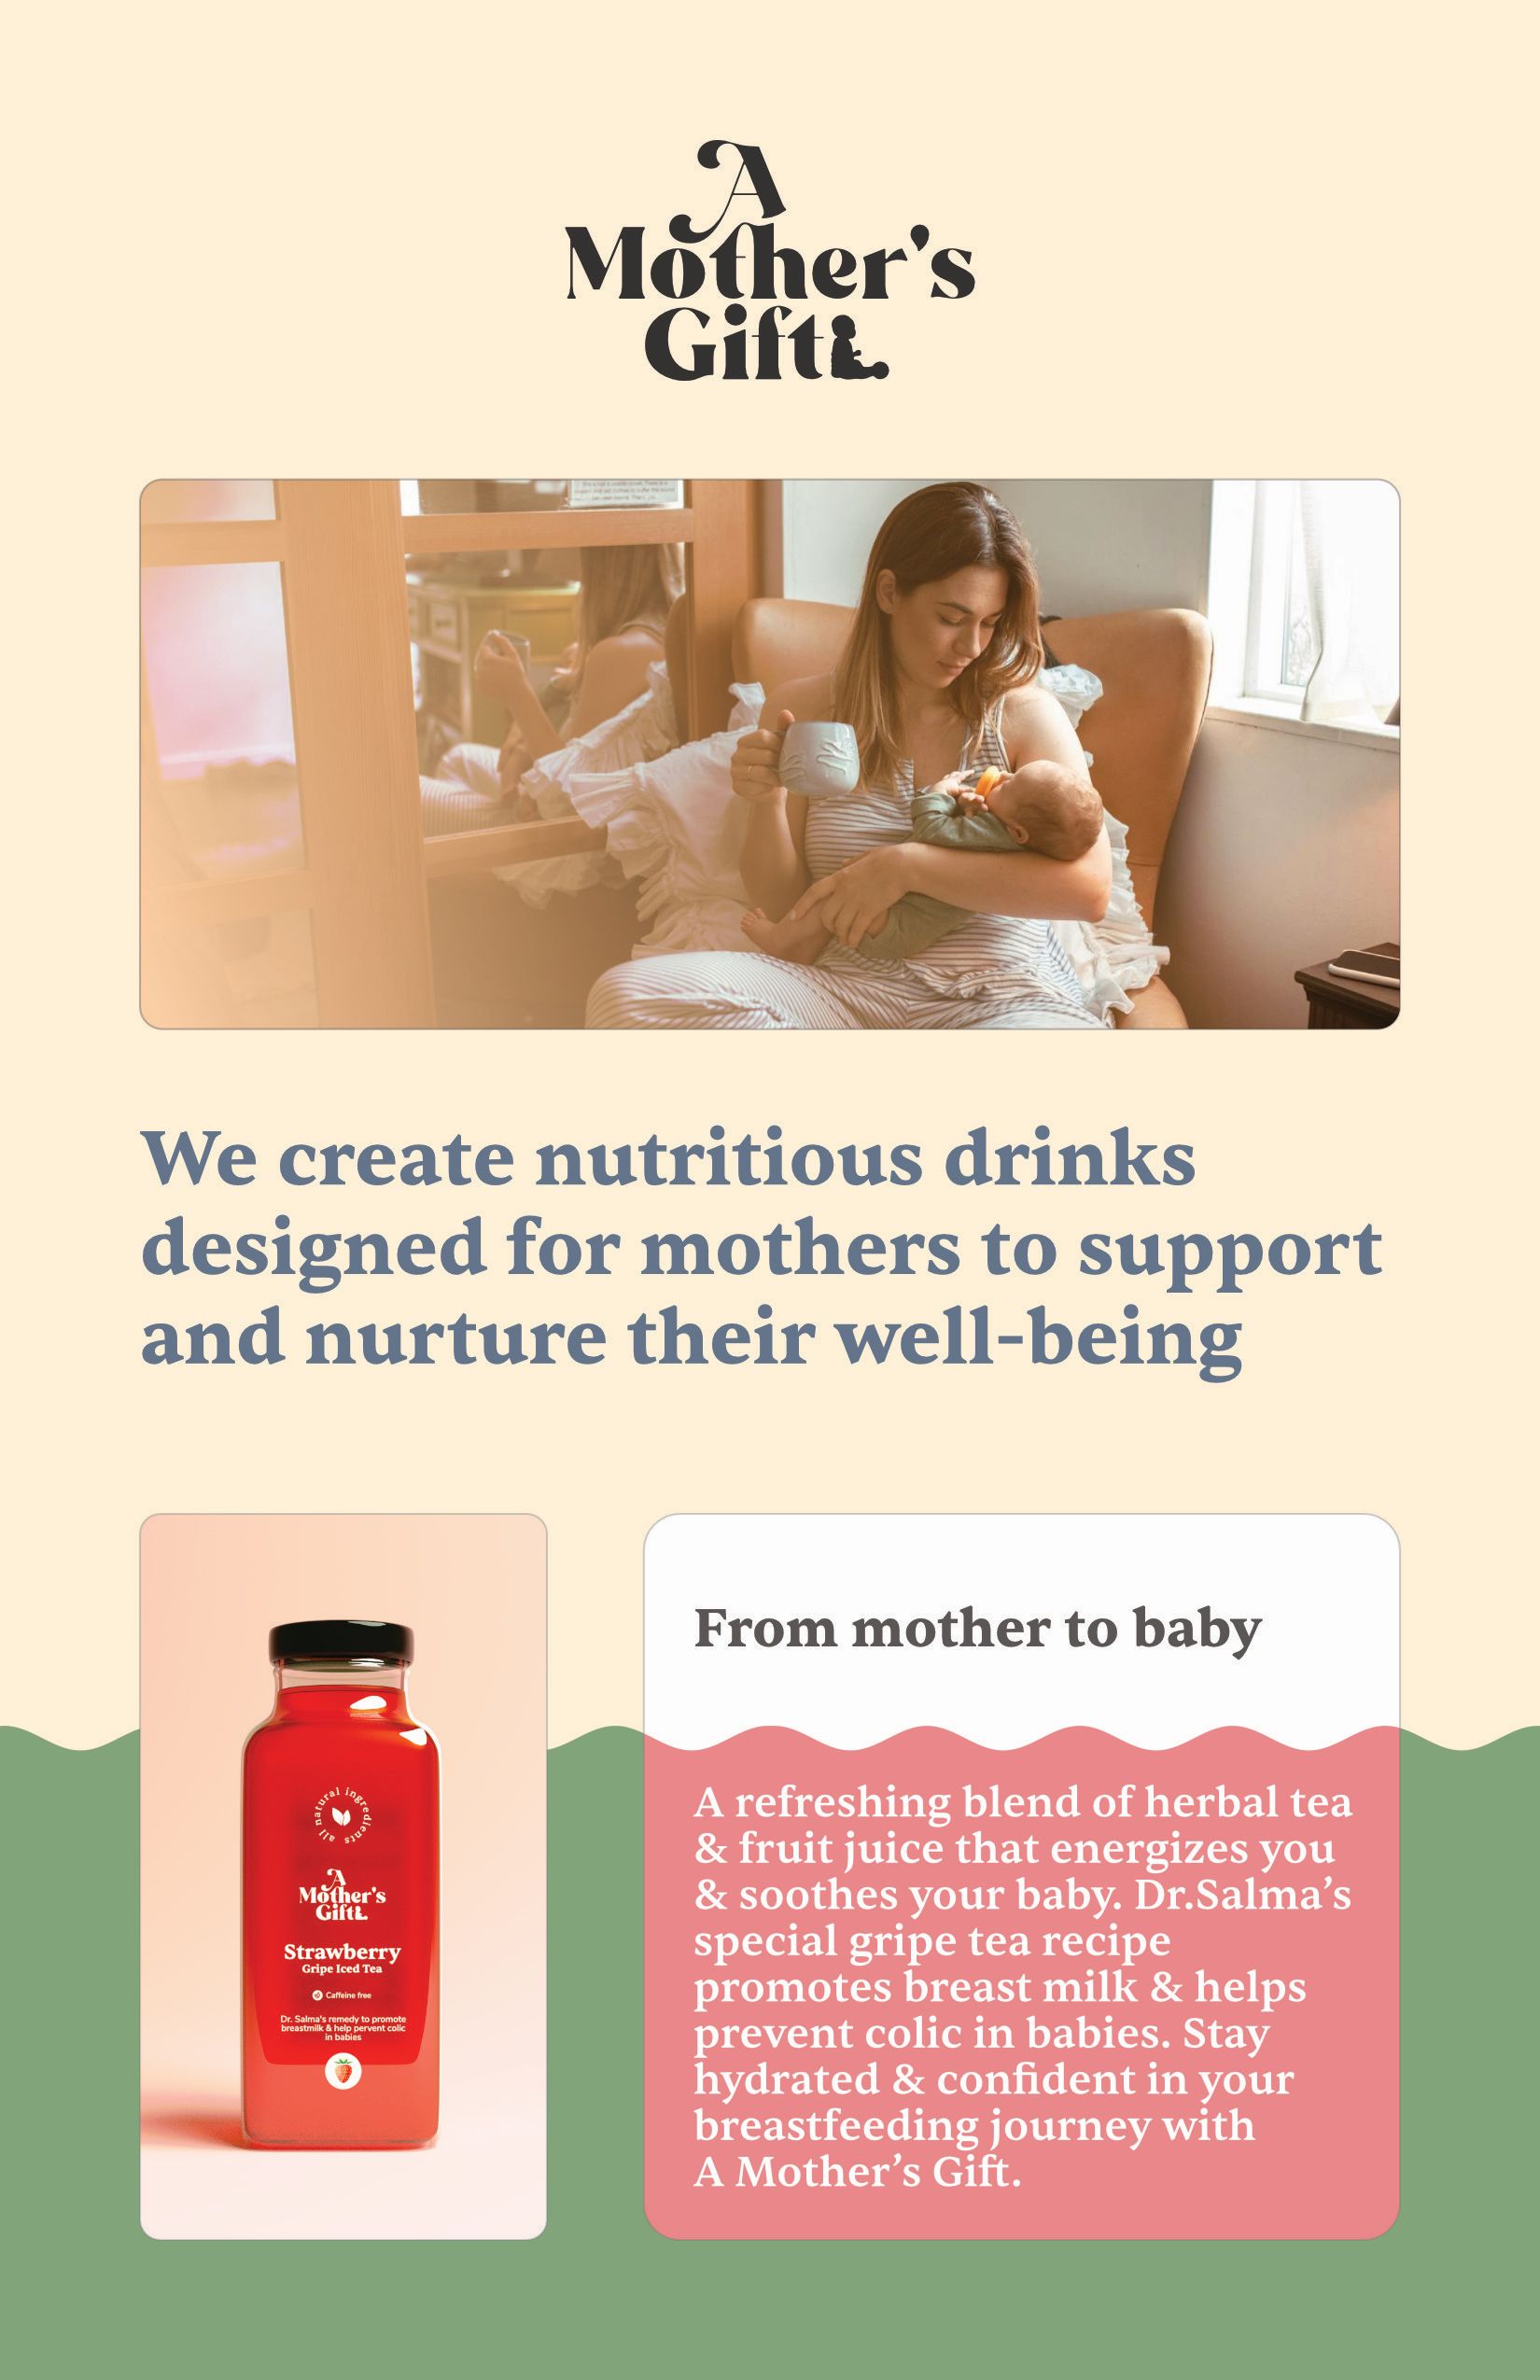 A
Mother's
Gift
We create nutritious drinks
designed for mothers to support
and nurture their well-being
all natural ingredients
A
Mother's
Gift
Strawberry
Gripe Iced Tea
Caffeine free
Dr. Salma's remedy to promote
breastmilk & help pervent colic
in babies
From mother to baby
A refreshing blend of herbal tea
& fruit juice that energizes you
& soothes your baby. Dr.Salma's
special gripe tea recipe
promotes breast milk & helps
prevent colic in babies. Stay
hydrated & confident in your
breastfeeding journey with
A Mother's Gift.